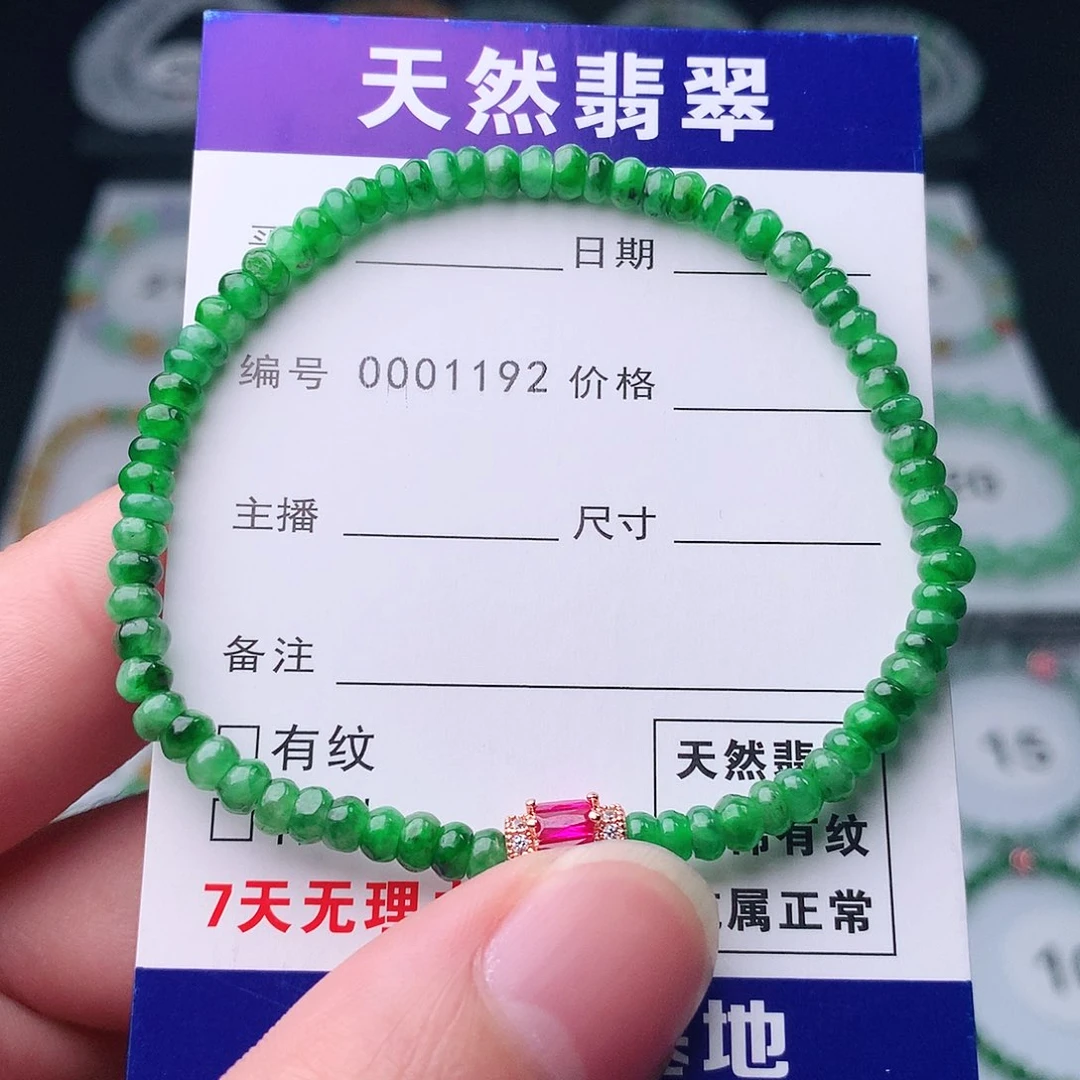 天然翡翠
日期
编号 0001192 价格
主播 尺寸
备注
有纹
天然翡
有纹
属正常
7天无理
地
15